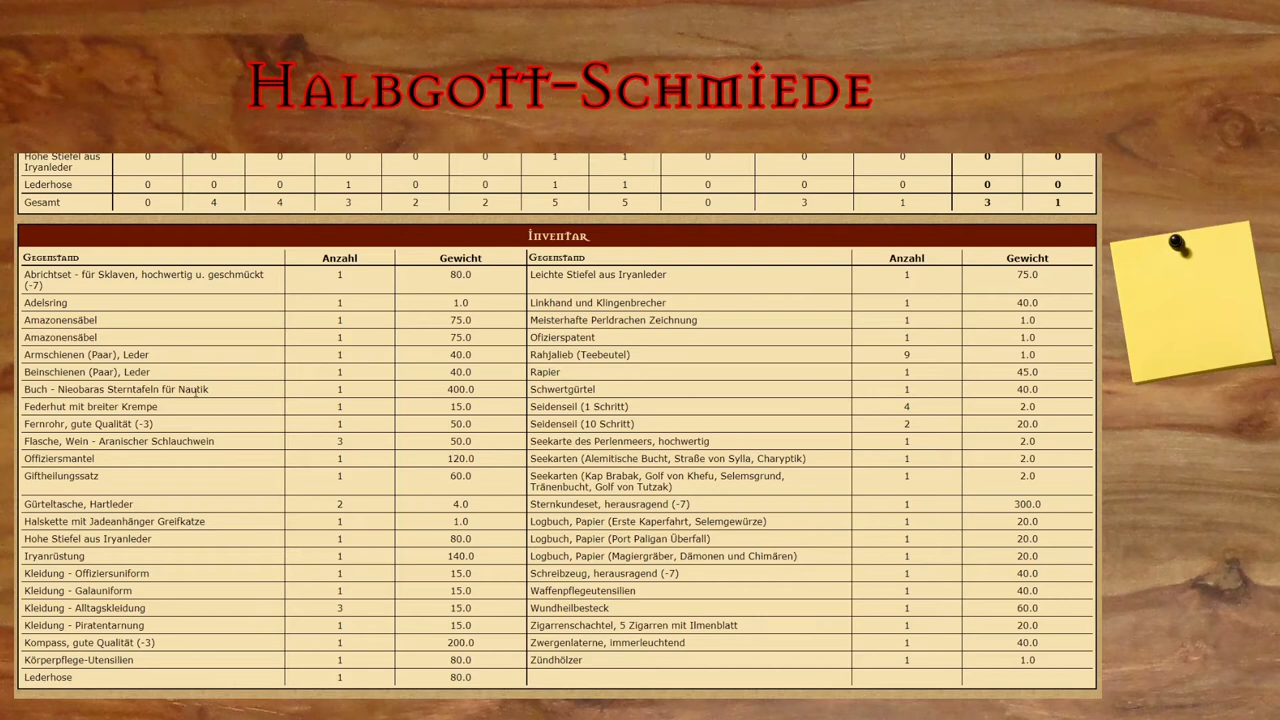 Halbgott-Schmiede
Hohe Stiefel aus Iryanleder 0 0 0 0 0 0 1 1 0 0 0 0 0
Lederhose 0 0 0 1 0 0 1 1 0 0 0 0 0
Gesamt 0 4 4 3 2 2 5 5 0 3 1 3 1
Inventar
Gegenstand Anzahl Gewicht Gegenstand Anzahl Gewicht
Abrichtset - für Sklaven, hochwertig u. geschmückt (-7) 1 80.0 Leichte Stiefel aus Iryanleder 1 75.0
Adelsring 1 1.0 Linkhand und Klingenbrecher 1 40.0
Amazonensäbel 1 75.0 Meisterhafte Perldrachen Zeichnung 1 1.0
Amazonensäbel 1 75.0 Ofizierspatent 1 1.0
Armschienen (Paar), Leder 1 40.0 Rahjalieb (Teebeutel) 9 1.0
Beinschienen (Paar), Leder 1 40.0 Rapier 1 45.0
Buch - Nieobaras Sterntafeln für Nautik 1 400.0 Schwertgürtel 1 40.0
Federhut mit breiter Krempe 1 15.0 Seidenseil (1 Schritt) 4 2.0
Fernrohr, gute Qualität (-3) 1 50.0 Seidenseil (10 Schritt) 2 20.0
Flasche, Wein - Aranischer Schlauchwein 3 50.0 Seekarte des Perlenmeers, hochwertig 1 2.0
Offiziersmantel 1 120.0 Seekarten (Alemitische Bucht, Straße von Sylla, Charyptik) 1 2.0
Giftheilungssatz 1 60.0 Seekarten (Kap Brabak, Golf von Khefu, Selemsgrund, Tränenbucht, Golf von Tutzak) 1 2.0
Gürteltasche, Hartleder 2 4.0 Sternkundeset, herausragend (-7) 1 300.0
Halskette mit Jadeanhänger Greifkatze 1 1.0 Logbuch, Papier (Erste Kaperfahrt, Selemgewürze) 1 20.0
Hohe Stiefel aus Iryanleder 1 80.0 Logbuch, Papier (Port Paligan Überfall) 1 20.0
Iryanrüstung 1 140.0 Logbuch, Papier (Magiergräber, Dämonen und Chimären) 1 20.0
Kleidung - Offiziersuniform 1 15.0 Schreibzeug, herausragend (-7) 1 40.0
Kleidung - Galauniform 1 15.0 Waffenpflegeutensilien 1 40.0
Kleidung - Alltagskleidung 3 15.0 Wundheilbesteck 1 60.0
Kleidung - Piratentarnung 1 15.0 Zigarrenschachtel, 5 Zigarren mit Ilmenblatt 1 20.0
Kompass, gute Qualität (-3) 1 200.0 Zwergenlaterne, immerleuchtend 1 40.0
Körperpflege-Utensilien 1 80.0 Zündhölzer 1 1.0
Lederhose 1 80.0